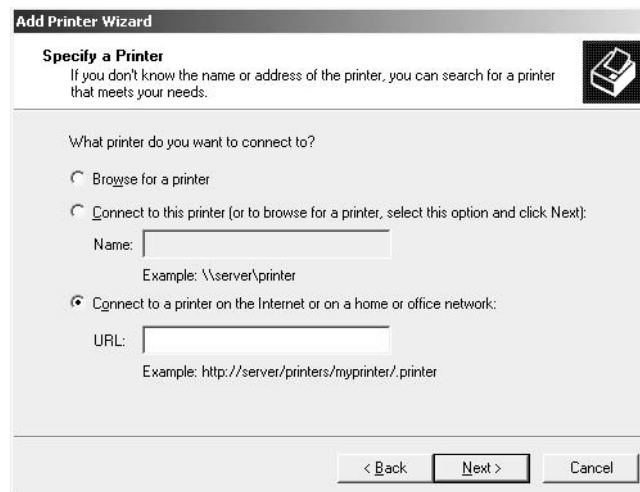 Add Printer Wizard
Specify a Printer
If you don't know the name or address of the printer, you can search for a printer
that meets your needs.
What printer do you want to connect to?
Browse for a printer
Connect to this printer (or to browse for a printer, select this option and click Next):
Name:
Example: \\server\printer
Connect to a printer on the Internet or on a home or office network:
URL:
Example: http://server/printers/myprinter/.printer
< Back Next > Cancel